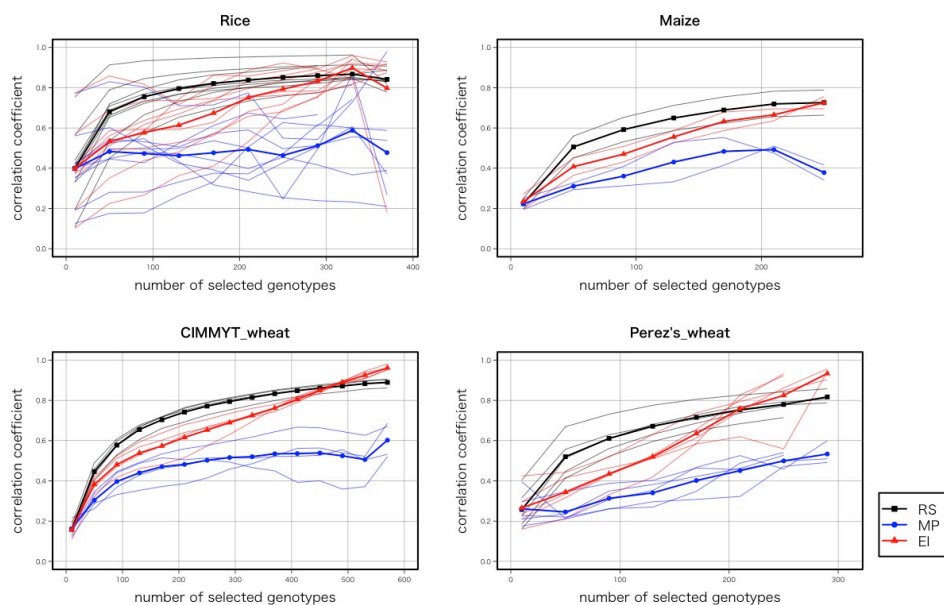 Rice
1.0
0.8
0.6
0.4
0.2
0.0
correlation coefficient
0 100 200 300 400
number of selected genotypes
Maize
1.0
0.8
0.6
0.4
0.2
0.0
correlation coefficient
0 100 200 300
number of selected genotypes
CIMMYT_wheat
1.0
0.8
0.6
0.4
0.2
0.0
correlation coefficient
0 100 200 300 400 500 600
number of selected genotypes
Perez's_wheat
1.0
0.8
0.6
0.4
0.2
0.0
correlation coefficient
0 100 200 300
number of selected genotypes
RS
MP
EI